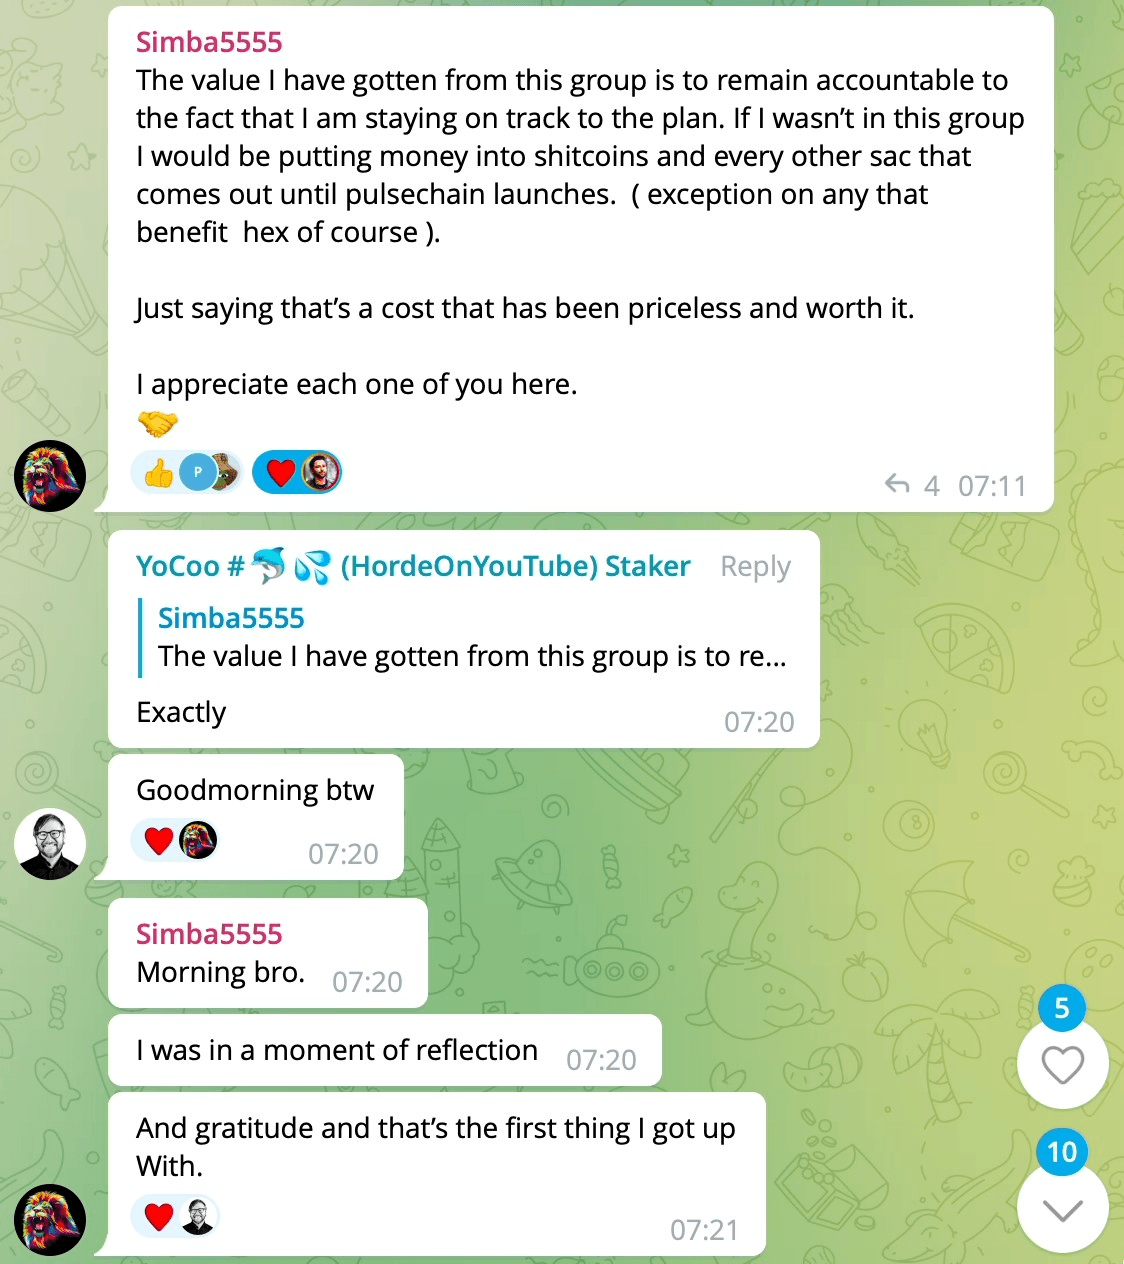 Simba5555
The value I have gotten from this group is to remain accountable to
the fact that I am staying on track to the plan. If I wasn't in this group
I would be putting money into shitcoins and every other sac that
comes out until pulsechain launches.  ( exception on any that
benefit  hex of course ).
Just saying that's a cost that has been priceless and worth it.
I appreciate each one of you here.
🤝
👍 P ❤️ 4 07:11
YoCoo #🐬💦 (HordeOnYouTube) Staker Reply
Simba5555
The value I have gotten from this group is to re...
Exactly 07:20
Goodmorning btw
❤️ 07:20
Simba5555
Morning bro. 07:20
I was in a moment of reflection 07:20
5
And gratitude and that's the first thing I got up
With.
10
❤️ 07:21